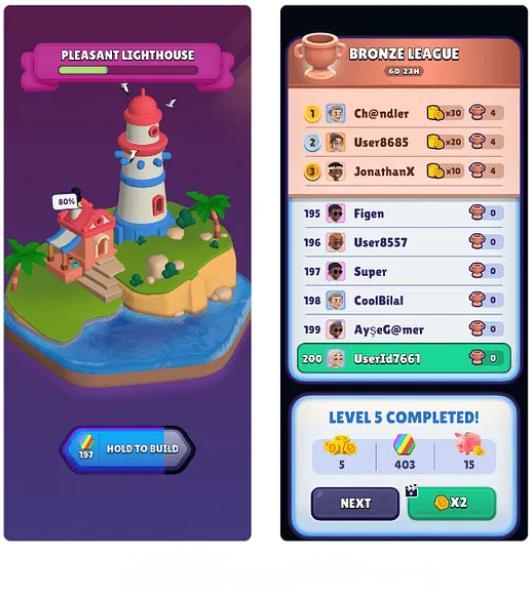 PLEASANT LIGHTHOUSE
80%
197 HOLD TO BUILD
BRONZE LEAGUE
6D 23H
1 Ch@ndler x30 4
2 User8685 x20 4
3 JonathanX x10 4
195 Figen 0
196 User8557 0
197 Super 0
198 CoolBilal 0
199 AyşeG@mer 0
200 UserId7661 0
LEVEL 5 COMPLETED!
5 403 15
NEXT X2